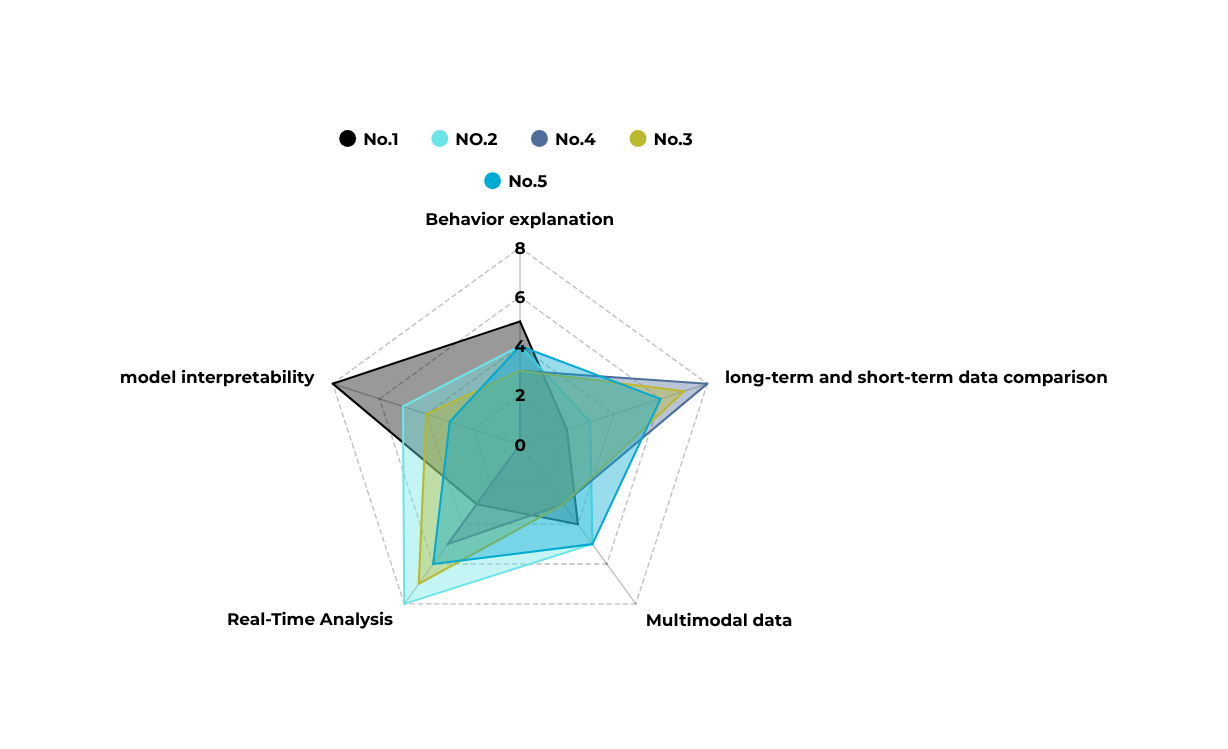 No.1 NO.2 No.4 No.3
No.5
Behavior explanation
8
6
4
model interpretability long-term and short-term data comparison
2
0
Real-Time Analysis Multimodal data